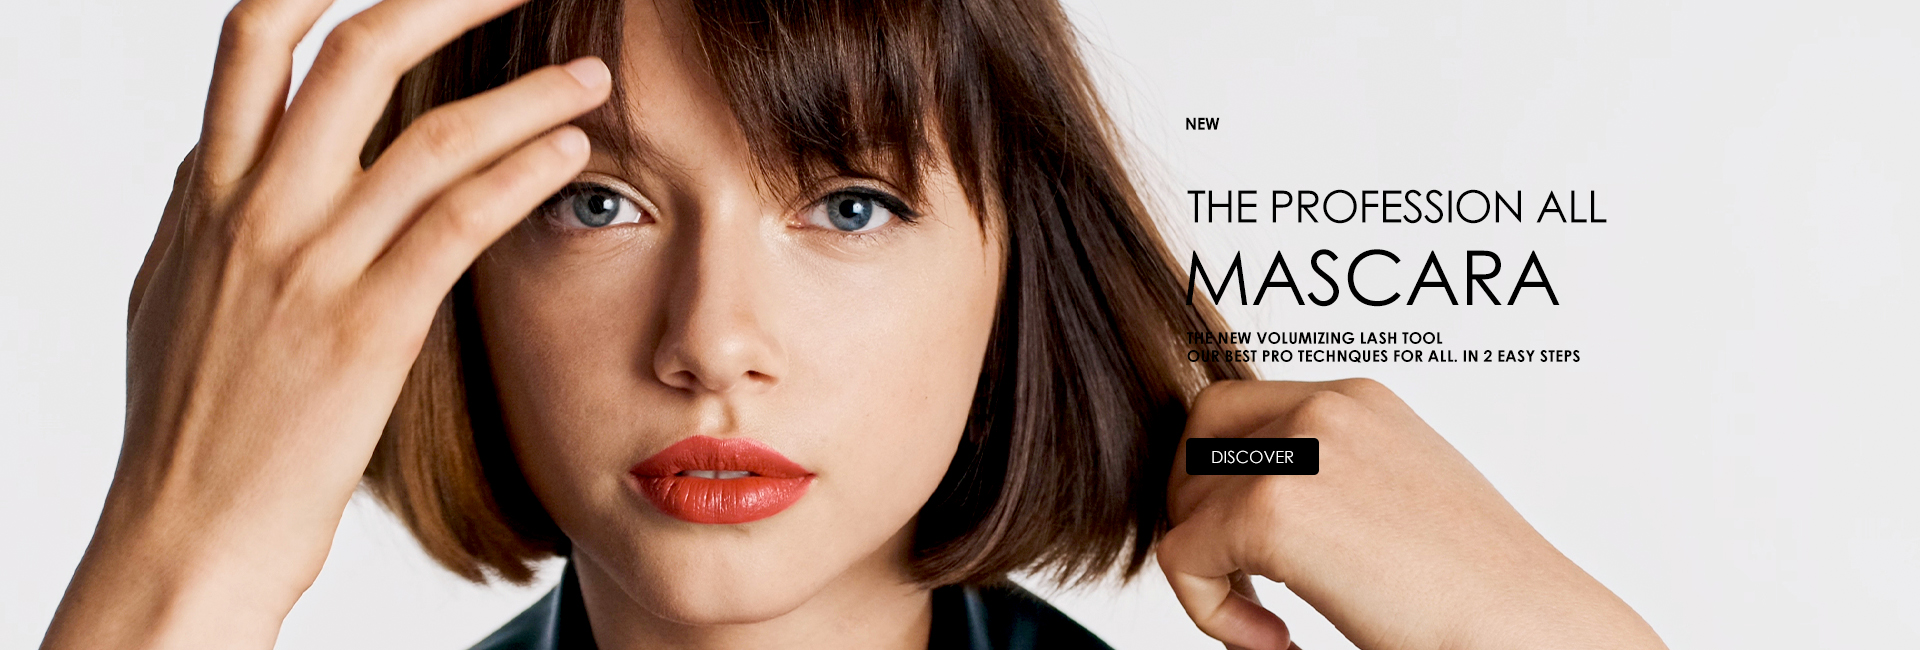 NEW
THE PROFESSION ALL
MASCARA
THE NEW VOLUMIZING LASH TOOL
OUR BEST PRO TECHNQUES FOR ALL. IN 2 EASY STEPS
DISCOVER